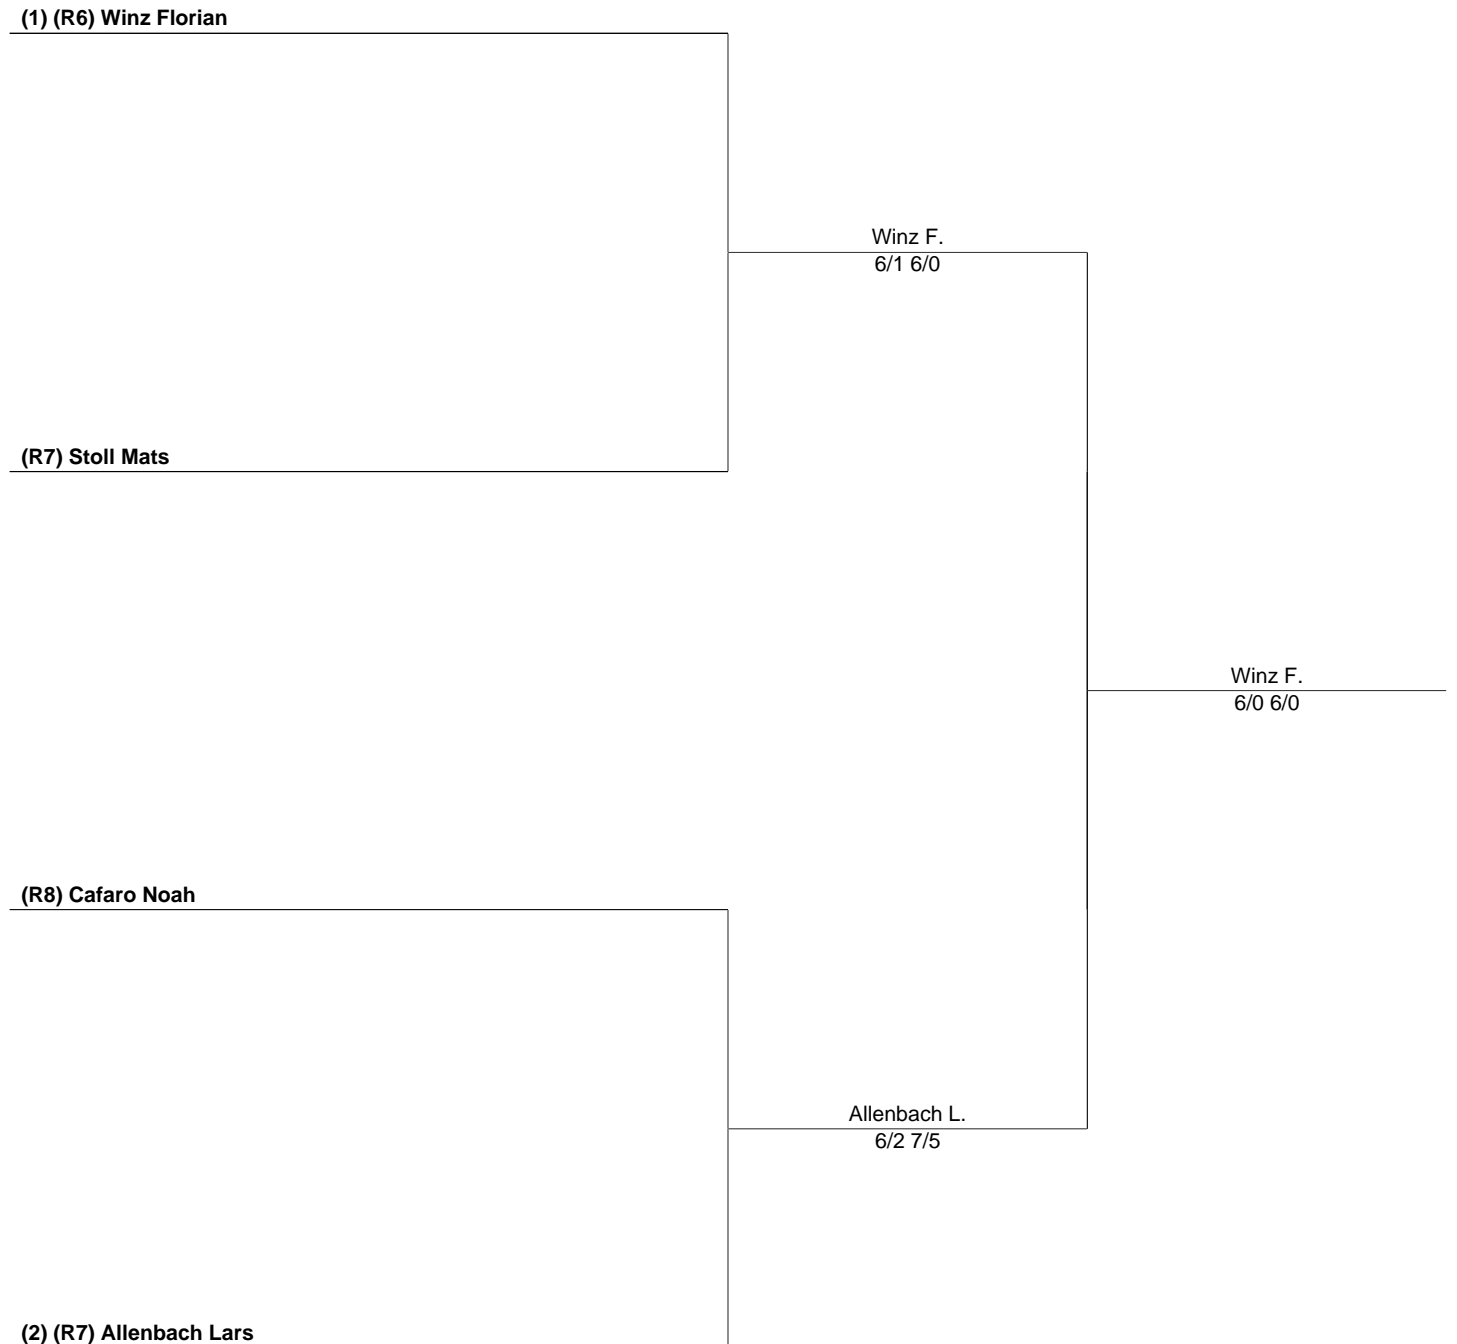 (1) (R6) Winz Florian
Winz F.
6/1 6/0
(R7) Stoll Mats
Winz F.
6/0 6/0
(R8) Cafaro Noah
Allenbach L.
6/2 7/5
(2) (R7) Allenbach Lars